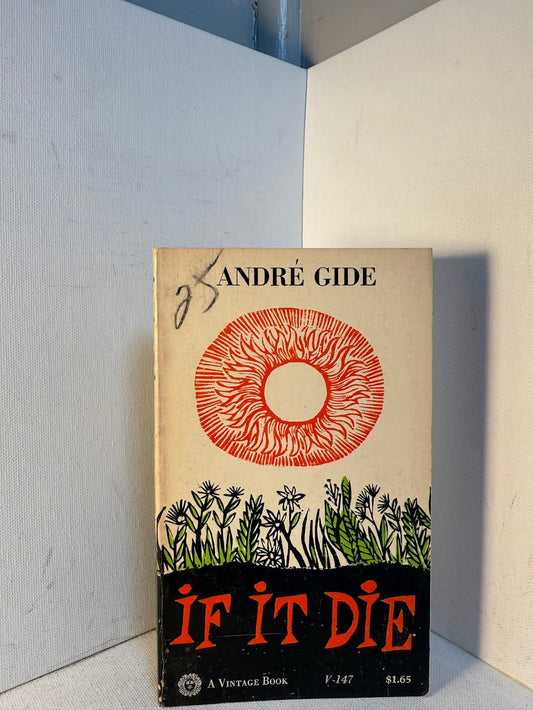 25
ANDRÉ GIDE
iF iT DiE
A VINTAGE BOOK V-147 $1.65